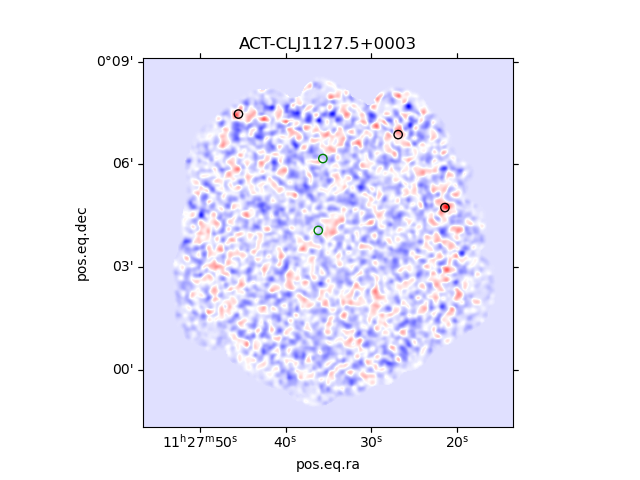 ACT-CLJ1127.5+0003
0°09'
06'
03'
00'
pos.eq.dec
11h27m50s 40s 30s 20s
pos.eq.ra